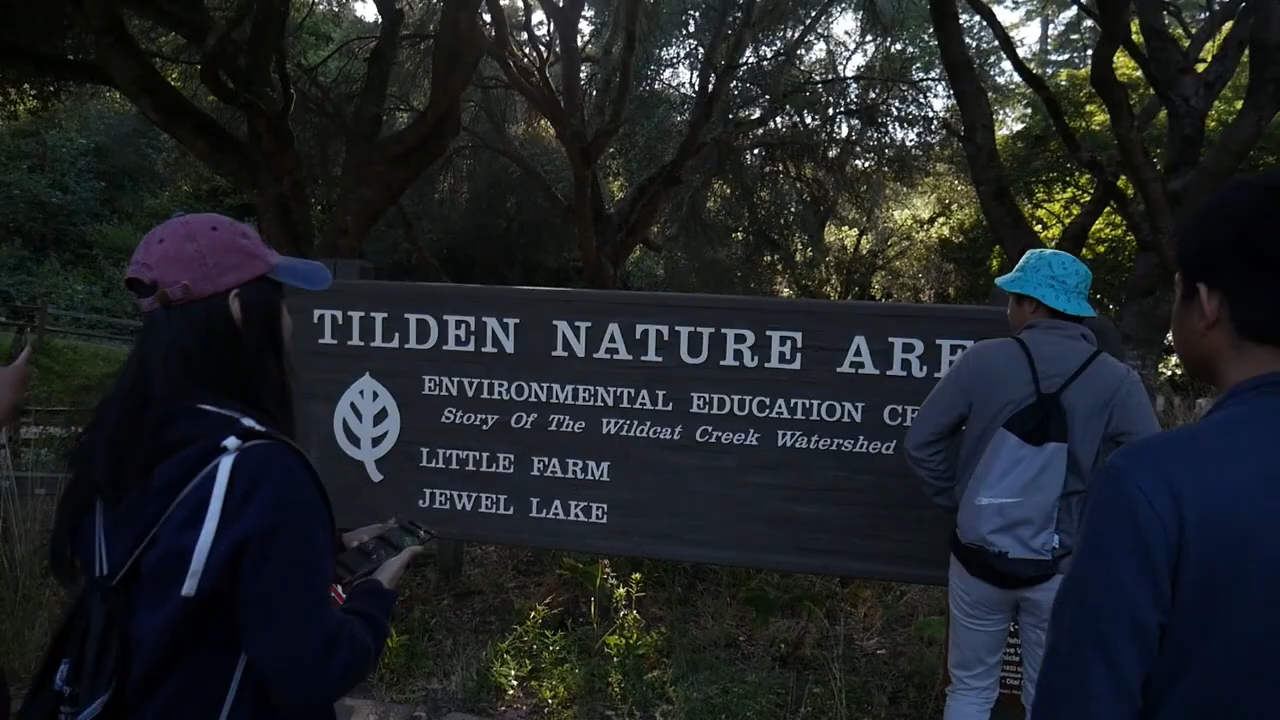 TILDEN NATURE ARE
ENVIRONMENTAL EDUCATION CE
Story Of The Wildcat Creek Watershed
LITTLE FARM
JEWEL LAKE